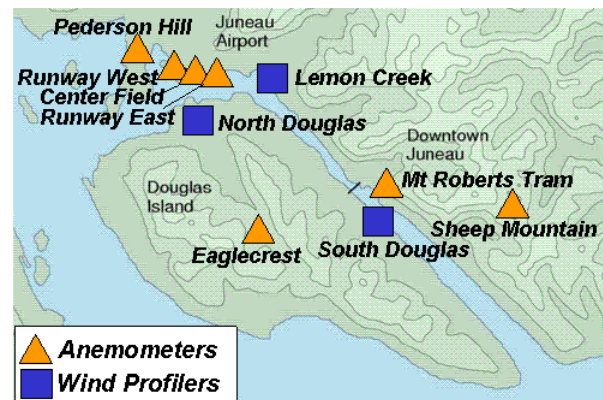 Pederson Hill
Juneau
Airport
Runway West
Center Field
Runway East
Lemon Creek
North Douglas
Downtown
Juneau
Mt Roberts Tram
Douglas
Island
Sheep Mountain
South Douglas
Eaglecrest
Anemometers
Wind Profilers